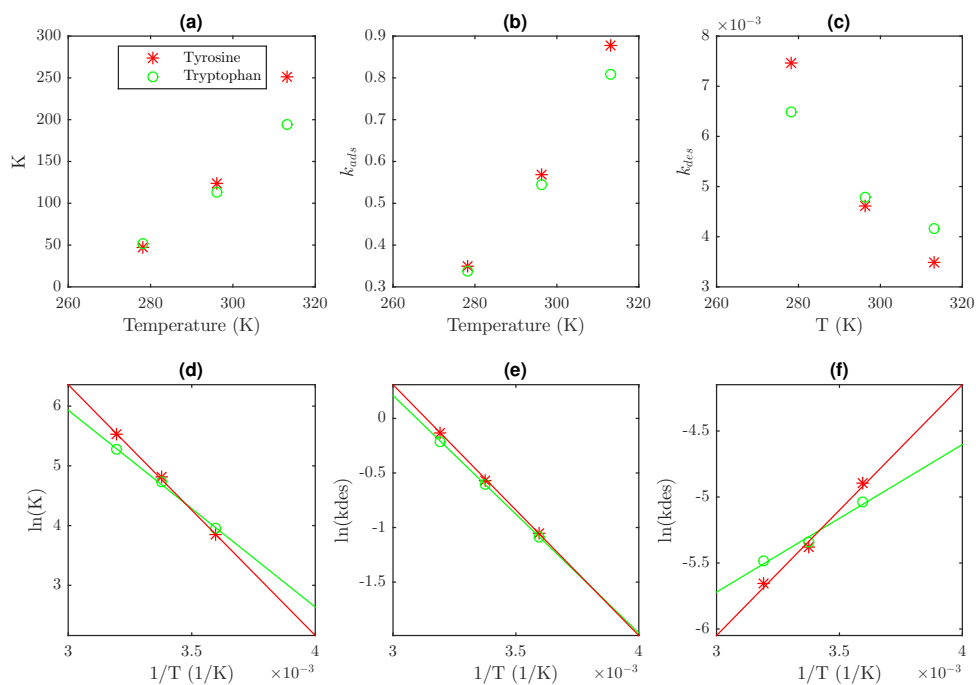 (a)
300
250
200
150
100
50
0
K
260 280 300 320
Temperature (K)
Tyrosine
Tryptophan
(b)
0.9
0.8
0.7
0.6
0.5
0.4
0.3
k_ads
260 280 300 320
Temperature (K)
(c)
×10⁻³
8
7
6
5
4
3
k_des
260 280 300 320
T (K)
(d)
6
5
4
3
ln(K)
3 3.5 4
1/T (1/K) ×10⁻³
(e)
0
-0.5
-1
-1.5
ln(kdes)
3 3.5 4
1/T (1/K) ×10⁻³
(f)
-4.5
-5
-5.5
-6
ln(kdes)
3 3.5 4
1/T (1/K) ×10⁻³